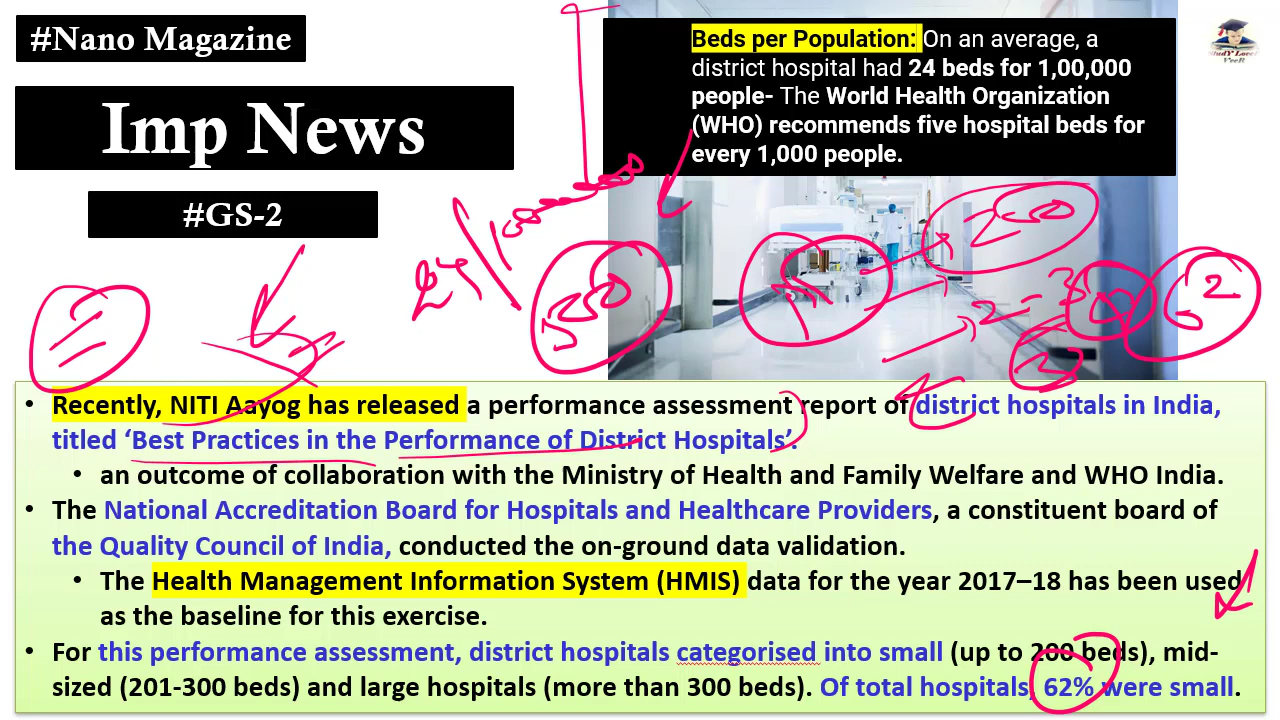 #Nano Magazine
Imp News
#GS-2
Beds per Population: On an average, a
district hospital had 24 beds for 1,00,000
people- The World Health Organization
(WHO) recommends five hospital beds for
every 1,000 people.
24/100000
500
200
2-3
3
• Recently, NITI Aayog has released a performance assessment report of district hospitals in India,
titled ‘Best Practices in the Performance of District Hospitals’.
• an outcome of collaboration with the Ministry of Health and Family Welfare and WHO India.
• The National Accreditation Board for Hospitals and Healthcare Providers, a constituent board of
the Quality Council of India, conducted the on-ground data validation.
• The Health Management Information System (HMIS) data for the year 2017–18 has been used
as the baseline for this exercise.
• For this performance assessment, district hospitals categorised into small (up to 200 beds), mid-
sized (201-300 beds) and large hospitals (more than 300 beds). Of total hospitals, 62% were small.